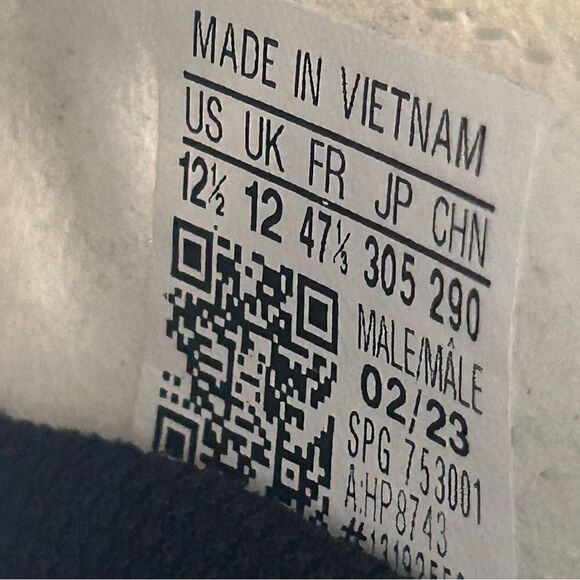 MADE IN VIETNAM
US UK FR JP CHN
12½ 12 47⅓ 305 290
MALE/MÂLE
02/23
SPG 753001
A:HP8743